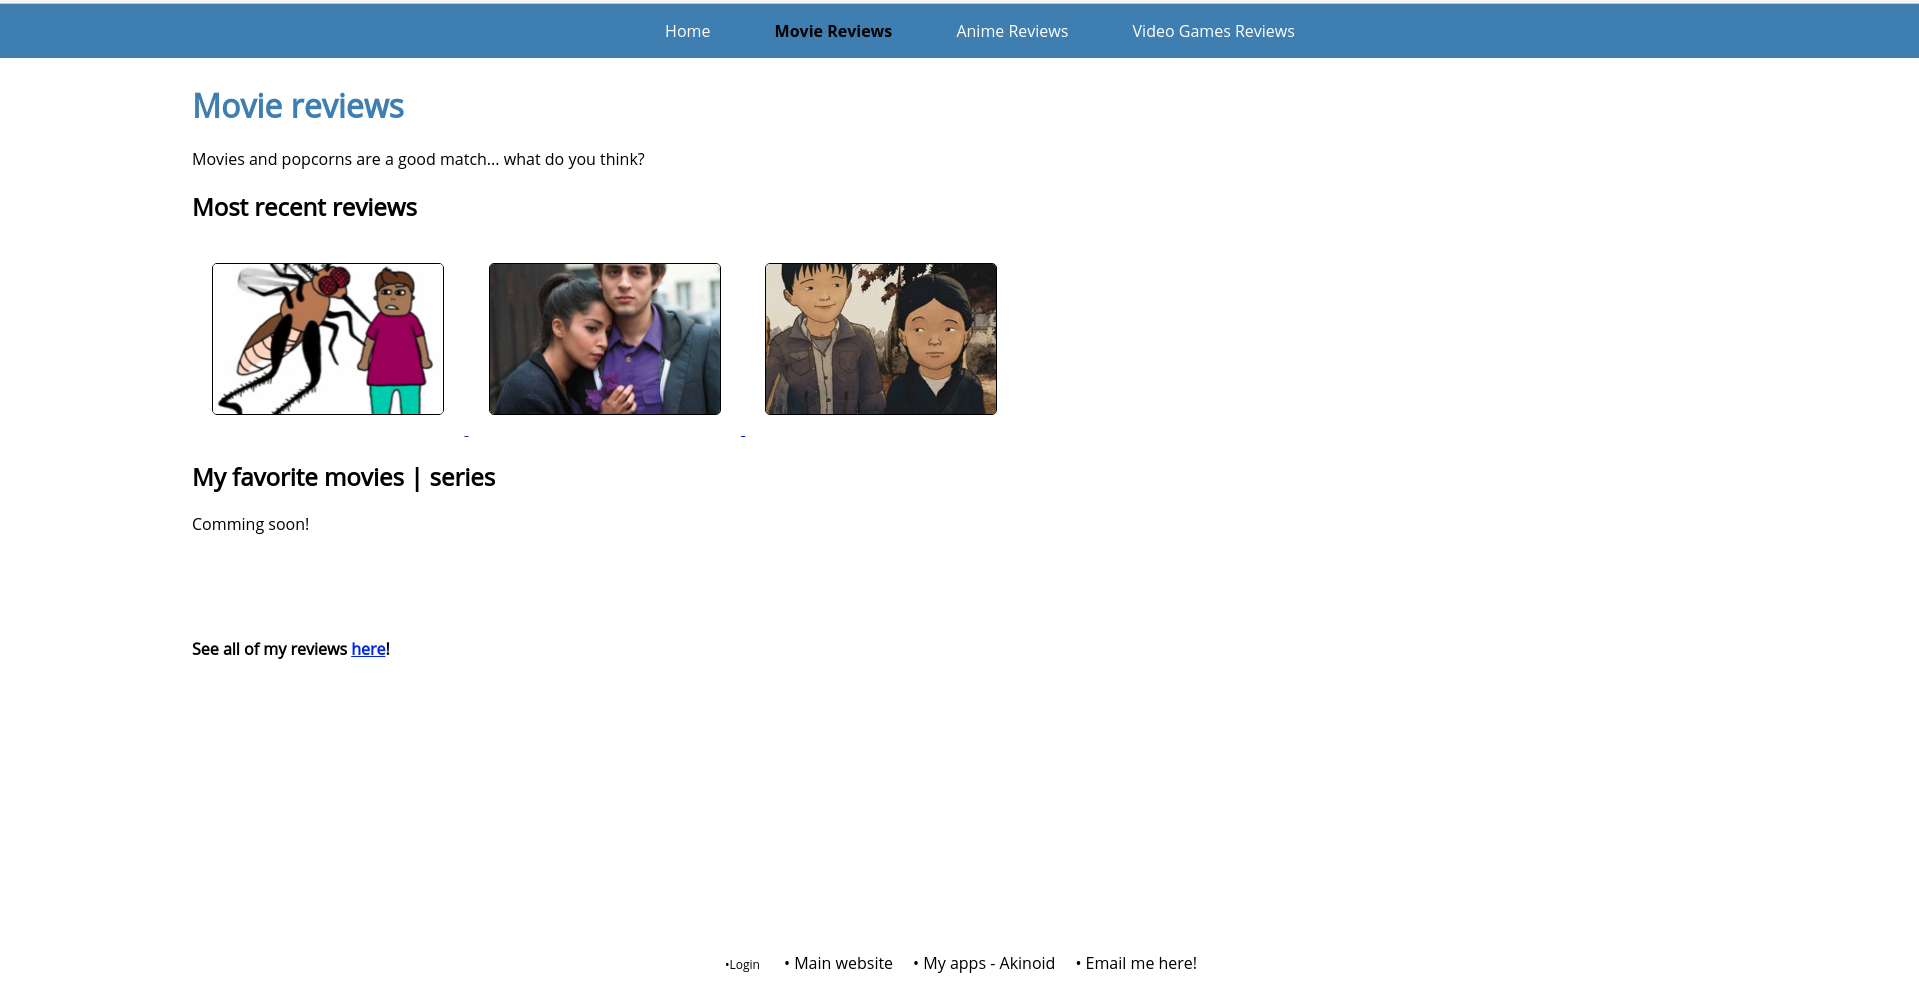 Home Movie Reviews Anime Reviews Video Games Reviews
Movie reviews
Movies and popcorns are a good match... what do you think?
Most recent reviews
My favorite movies | series
Comming soon!
See all of my reviews here!
•Login • Main website • My apps - Akinoid • Email me here!